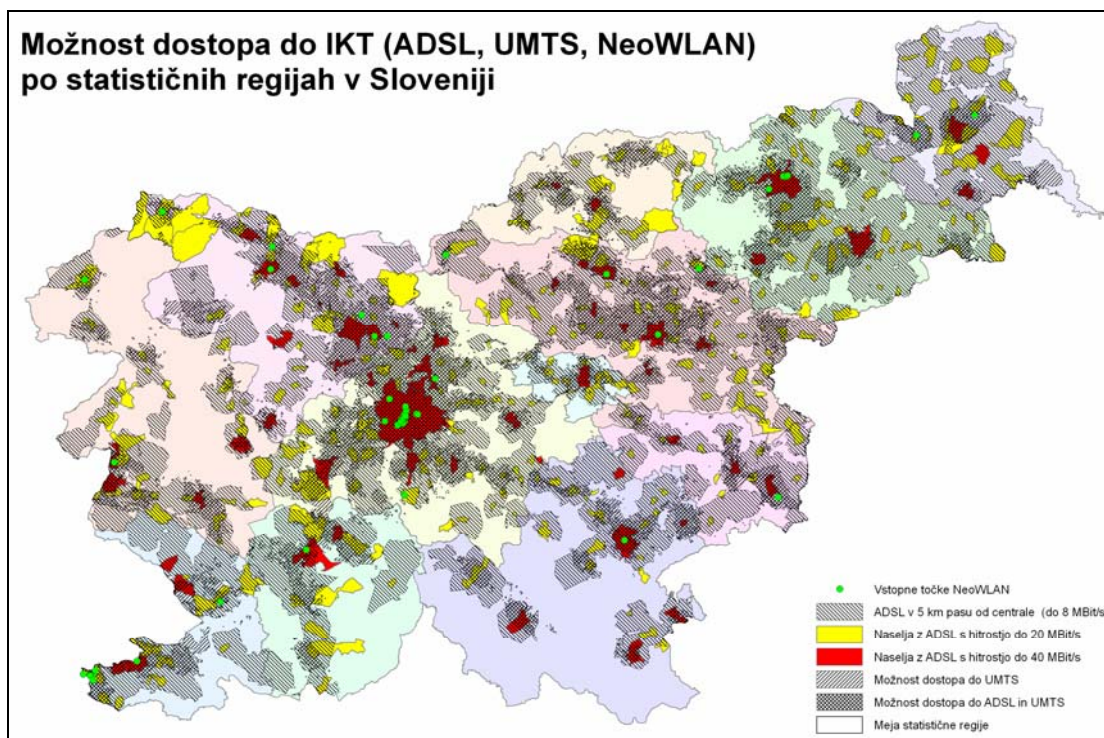 Možnost dostopa do IKT (ADSL, UMTS, NeoWLAN)
po statističnih regijah v Sloveniji
Vstopne točke NeoWLAN
ADSL v 5 km pasu od centrale (do 8 MBit/s
Naselja z ADSL s hitrostjo do 20 MBit/s
Naselja z ADSL s hitrostjo do 40 MBit/s
Možnost dostopa do UMTS
Možnost dostopa do ADSL in UMTS
Meja statistične regije